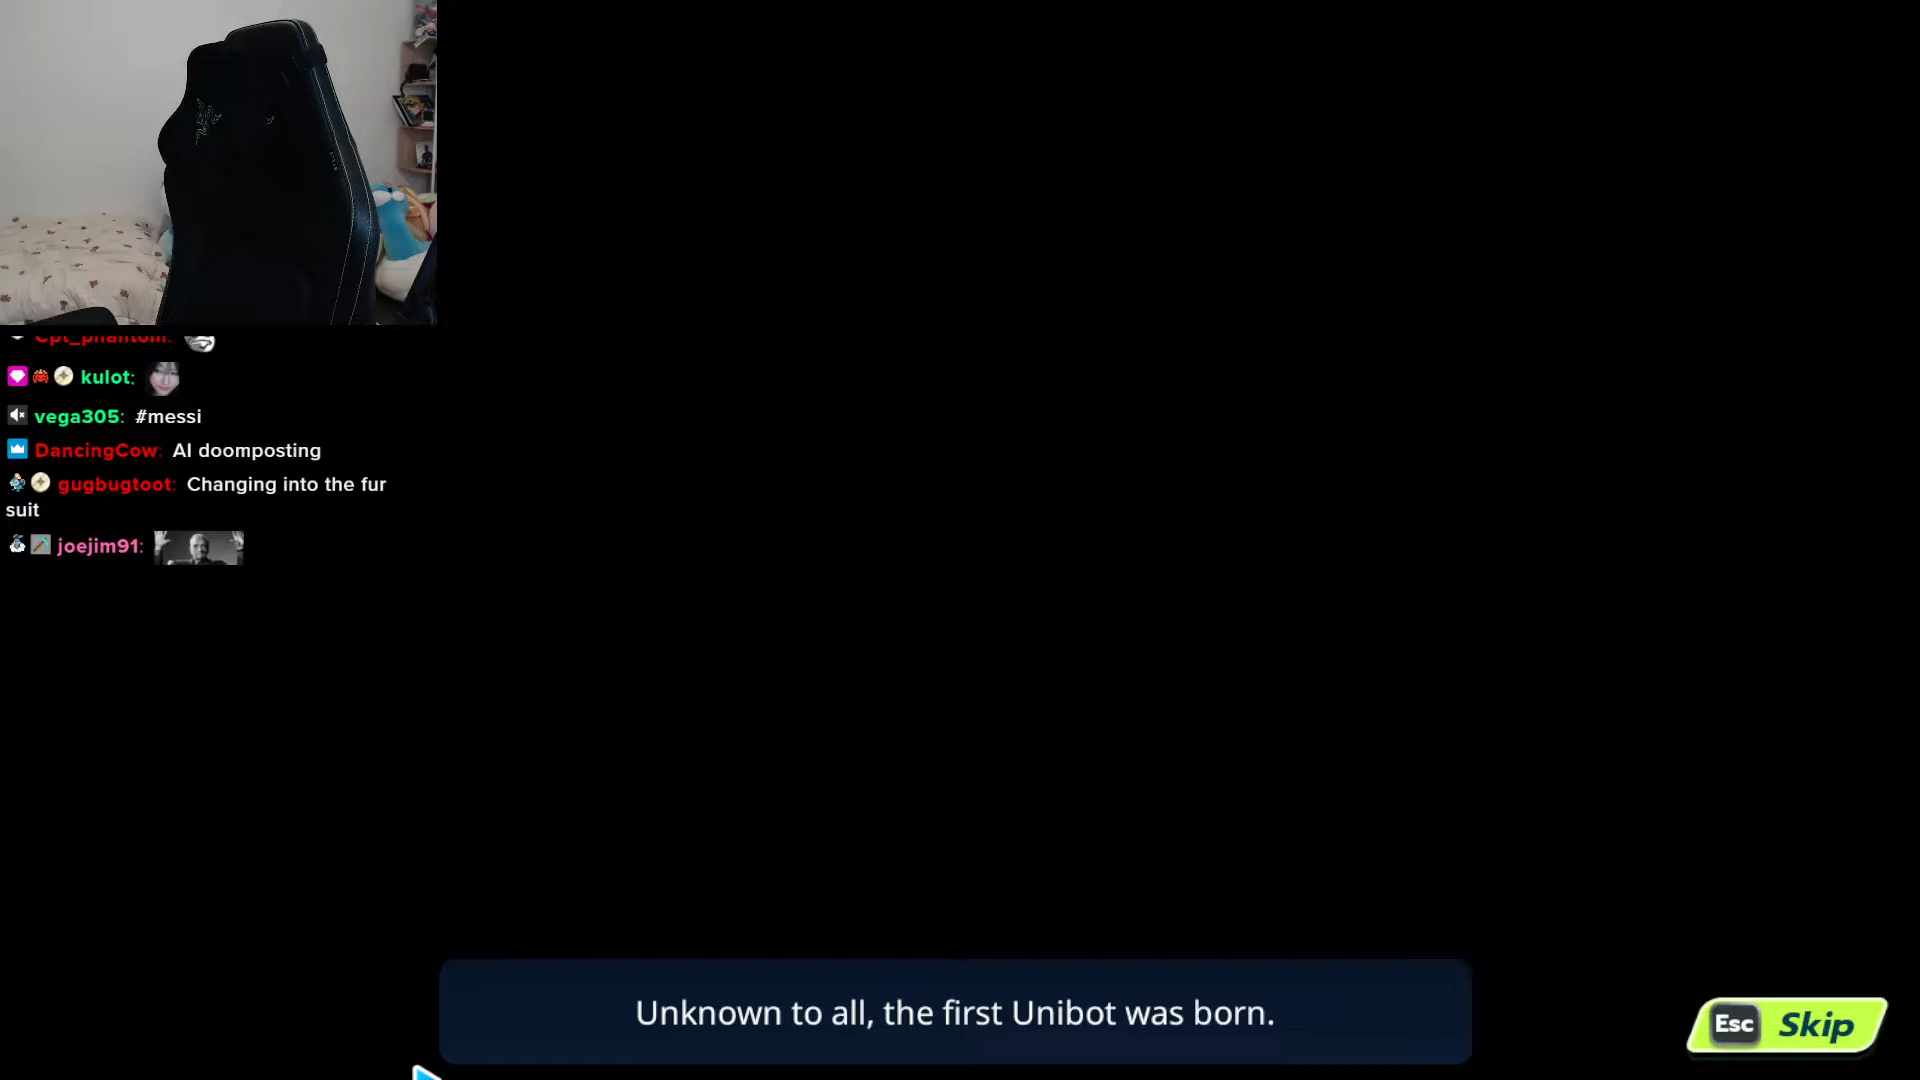 Cpt_phantom:
kulot:
vega305: #messi
DancingCow: AI doomposting
gugbugtoot: Changing into the fur
suit
joejim91:
Unknown to all, the first Unibot was born.
Esc Skip